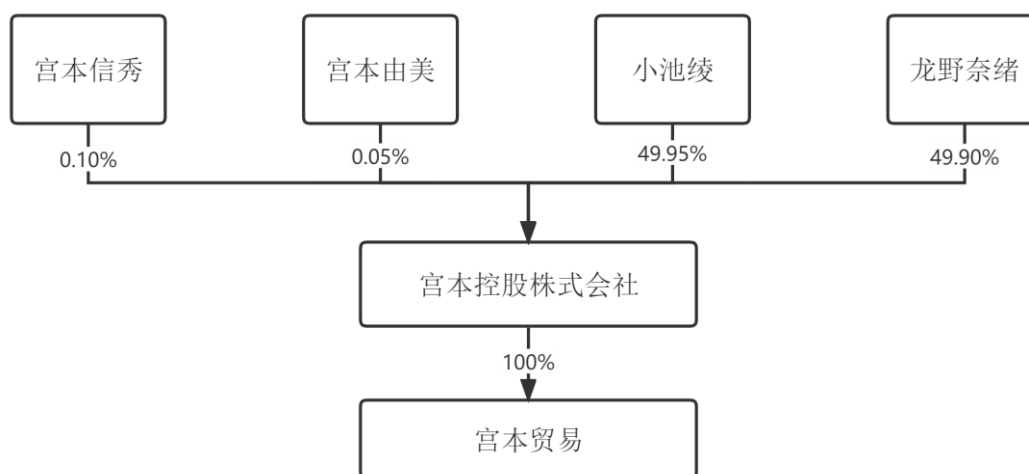 宫本信秀
宫本由美
小池绫
龙野奈绪
0.10%
0.05%
49.95%
49.90%
宫本控股株式会社
100%
宫本贸易